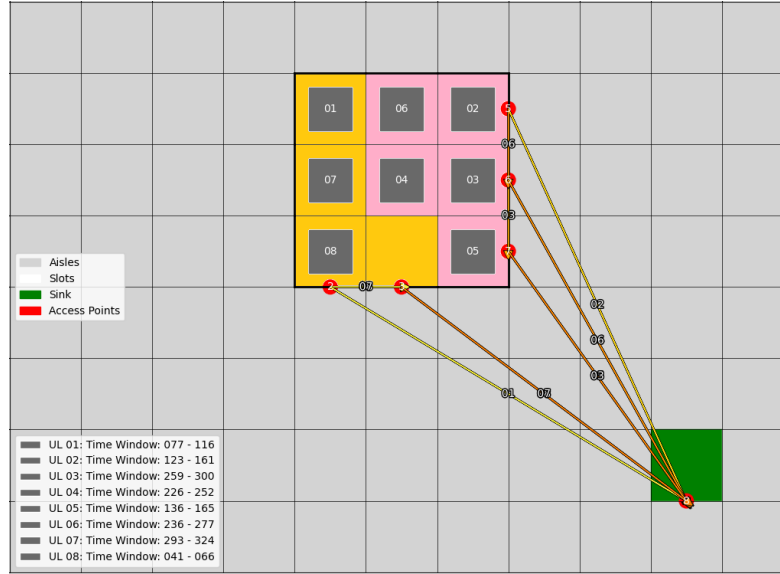 01 06 02 5
06
07 04 03 6
03
08 05
2 07
02
06
03
01 07
Aisles
Slots
Sink
Access Points
UL 01: Time Window: 077 - 116
UL 02: Time Window: 123 - 161
UL 03: Time Window: 259 - 300
UL 04: Time Window: 226 - 252
UL 05: Time Window: 136 - 165
UL 06: Time Window: 236 - 277
UL 07: Time Window: 293 - 324
UL 08: Time Window: 041 - 066